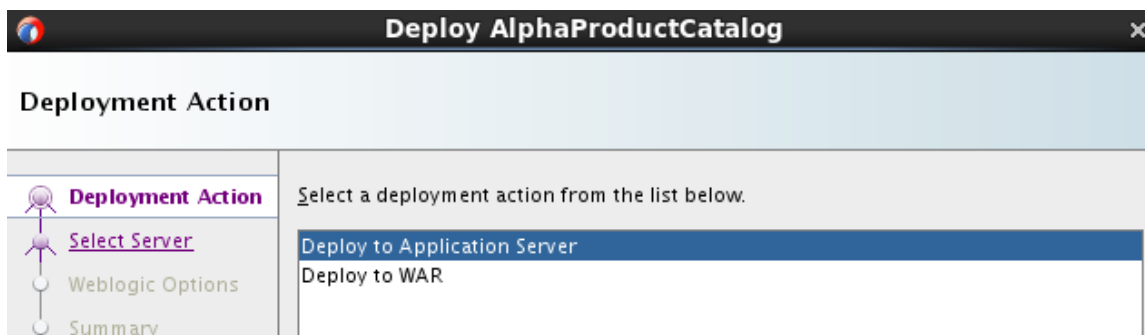 Deploy AlphaProductCatalog
Deployment Action
Deployment Action
Select Server
Weblogic Options
Summary
Select a deployment action from the list below.
Deploy to Application Server
Deploy to WAR